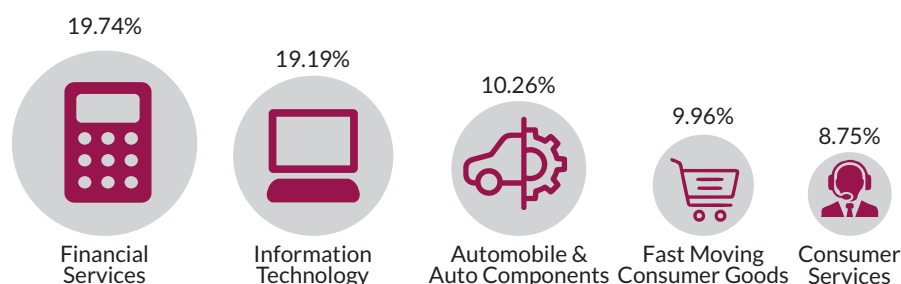 19.74%
Financial
Services
19.19%
Information
Technology
10.26%
Automobile &
Auto Components
9.96%
Fast Moving
Consumer Goods
8.75%
Consumer
Services